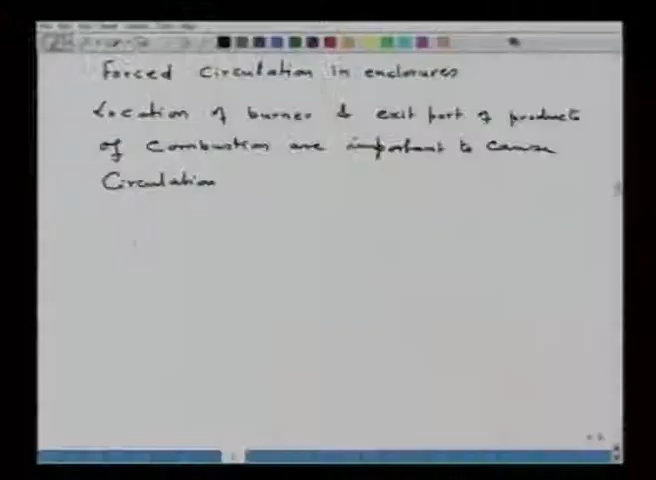 Forced Circulation in enclosures
Location of burner & exit port of products
of Combustion are important to cause
Circulation